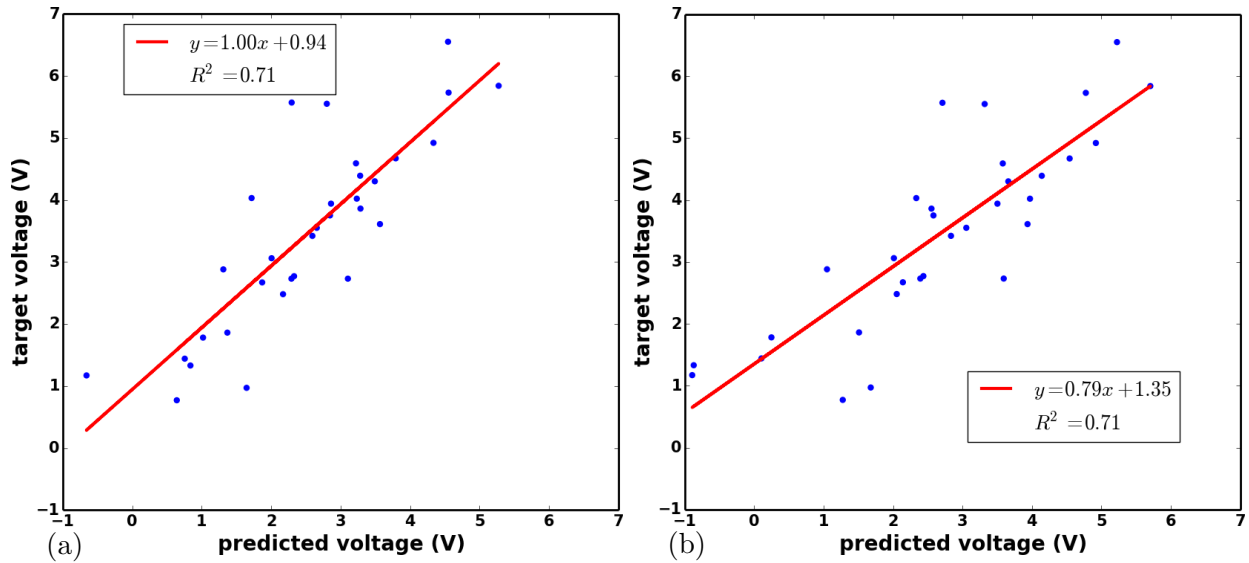 7
6
5
4
3
2
1
0
−1
−1 0 1 2 3 4 5 6 7
target voltage (V)
predicted voltage (V)
y=1.00x+0.94
R² =0.71
(a)
7
6
5
4
3
2
1
0
−1
−1 0 1 2 3 4 5 6 7
target voltage (V)
predicted voltage (V)
y=0.79x+1.35
R² =0.71
(b)